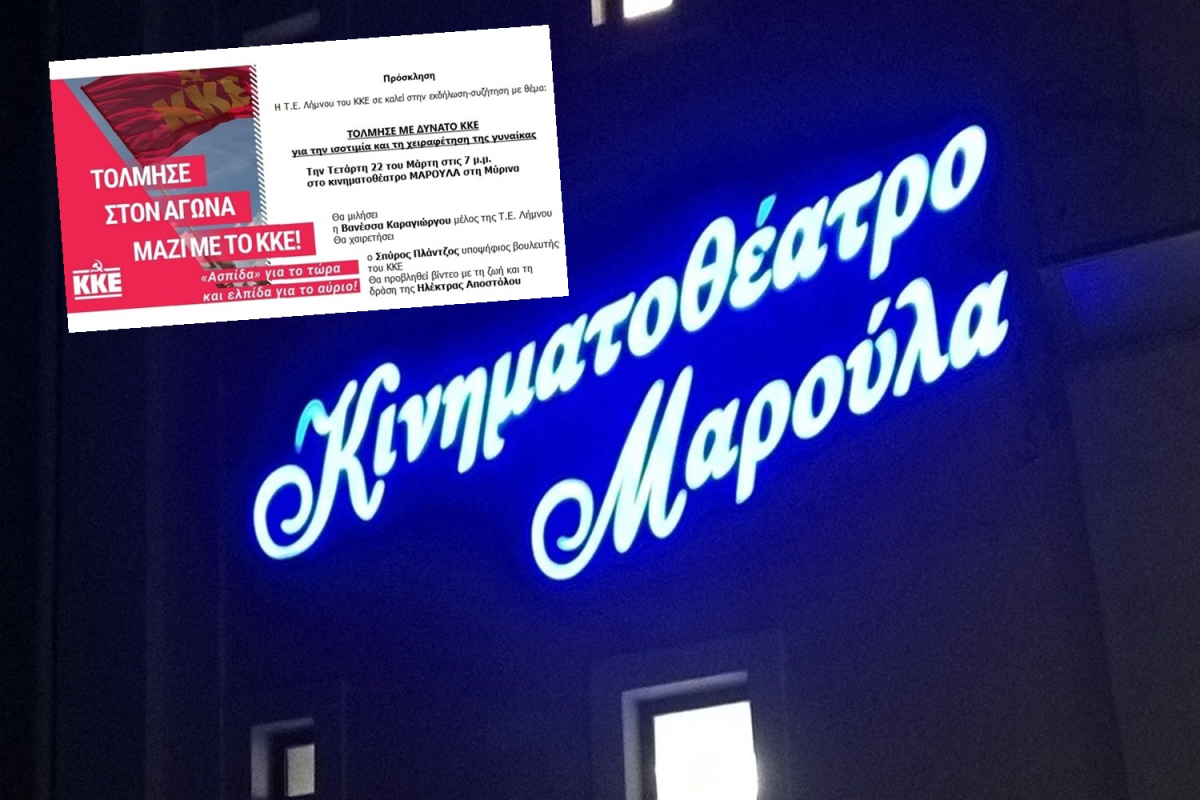 ΚΚΕ
ΤΟΛΜΗΣΕ
ΣΤΟΝ ΑΓΩΝΑ
ΜΑΖΙ ΜΕ ΤΟ ΚΚΕ!
ΚΚΕ
«Ασπίδα» για το τώρα
και ελπίδα για το αύριο!
Πρόσκληση
Η Τ.Ε. Λήμνου του ΚΚΕ σε καλεί στην εκδήλωση-συζήτηση με θέμα:
ΤΟΛΜΗΣΕ ΜΕ ΔΥΝΑΤΟ ΚΚΕ
για την ισοτιμία και τη χειραφέτηση της γυναίκας
Την Τετάρτη 22 του Μάρτη στις 7 μ.μ.
στο κινηματοθέατρο ΜΑΡΟΥΛΑ στη Μύρινα
Θα μιλήσει
η Βανέσσα Καραγιώργου μέλος της Τ.Ε. Λήμνου
Θα χαιρετήσει
ο Σπύρος Πλάντζος υποψήφιος βουλευτής
του ΚΚΕ
Θα προβληθεί βίντεο με τη ζωή και τη
δράση της Ηλέκτρας Αποστόλου
Κινηματοθέατρο
Μαρούλα